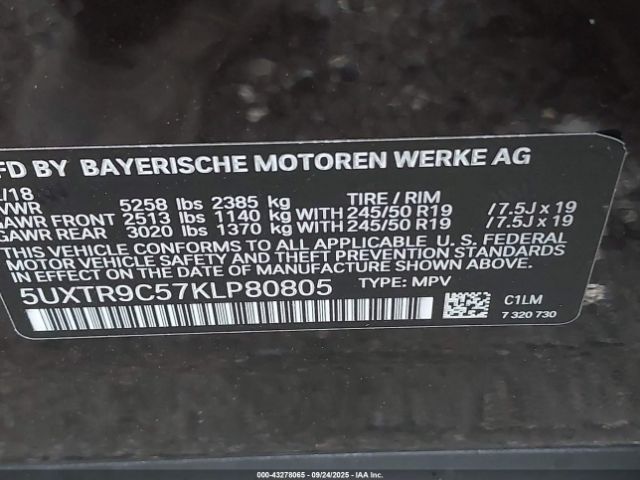 FD BY BAYERISCHE MOTOREN WERKE AG
/18
VWR 5258 lbs 2385 kg TIRE / RIM
AWR FRONT 2513 lbs 1140 kg WITH 245/50 R19 / 7.5J x 19
GAWR REAR 3020 lbs 1370 kg WITH 245/50 R19 / 7.5J x 19
THIS VEHICLE CONFORMS TO ALL APPLICABLE U. S. FEDERAL
MOTOR VEHICLE SAFETY AND THEFT PREVENTION STANDARDS
IN EFFECT ON THE DATE OF MANUFACTURE SHOWN ABOVE.
5UXTR9C57KLP80805 TYPE: MPV
C1LM
7 320 730
000-43278065 - 09/24/2025 - IAA Inc.